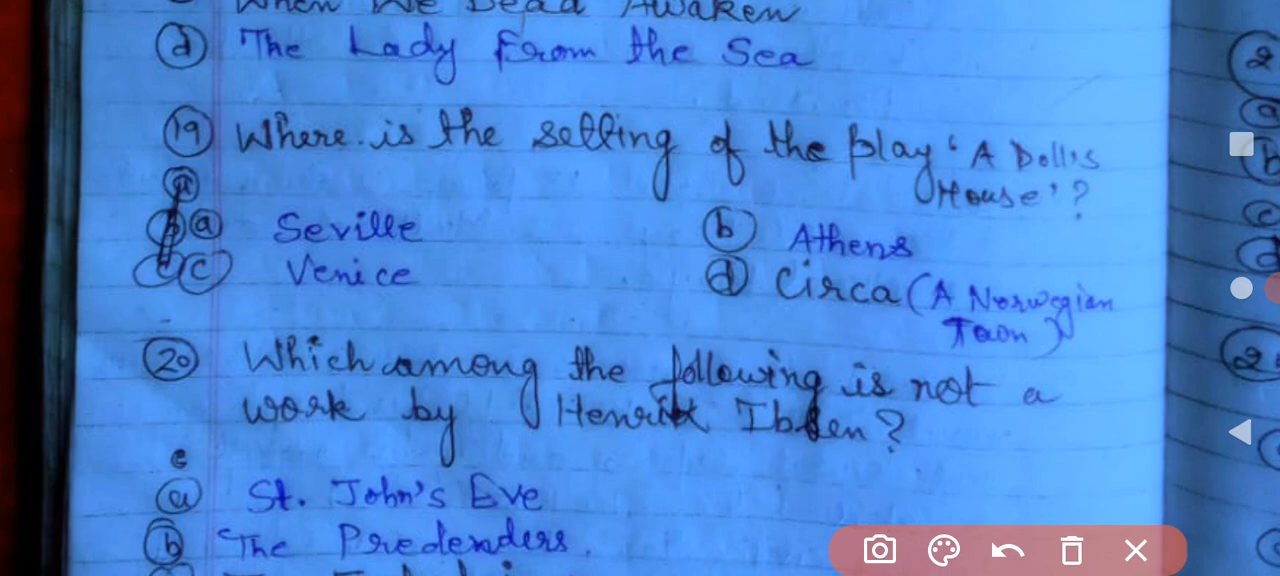 When We Dead Awaken
d The Lady From the Sea
19 Where is the setting of the play 'A Doll's
House'?
a Seville b Athens
c Venice d Circa (A Norwegian
Town)
20 Which among the following is not a
work by Henrik Ibsen?
a St. John's Eve
b The Predenders.